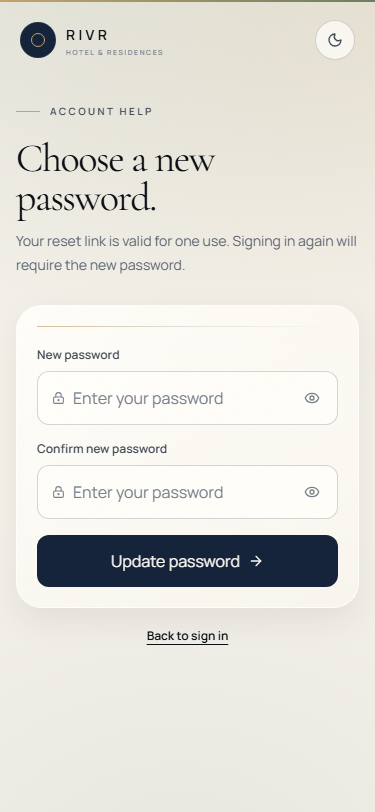 RIVR
HOTEL & RESIDENCES
ACCOUNT HELP
Choose a new
password.
Your reset link is valid for one use. Signing in again will
require the new password.
New password
Enter your password
Confirm new password
Enter your password
Update password →
Back to sign in